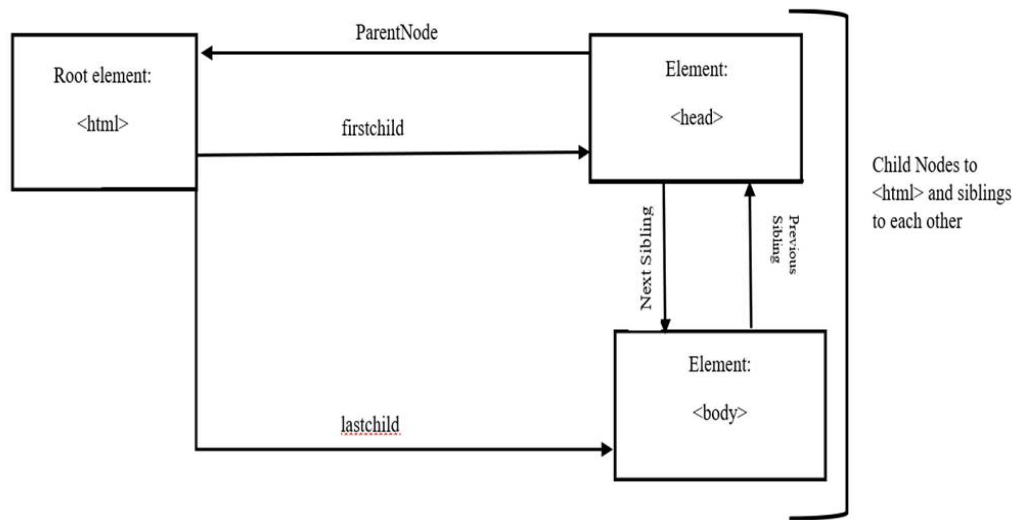 ParentNode
Root element:
<html>
Element:
<head>
firstchild
Child Nodes to
<html> and siblings
to each other
Next Sibling
Previous
Sibling
Element:
<body>
lastchild